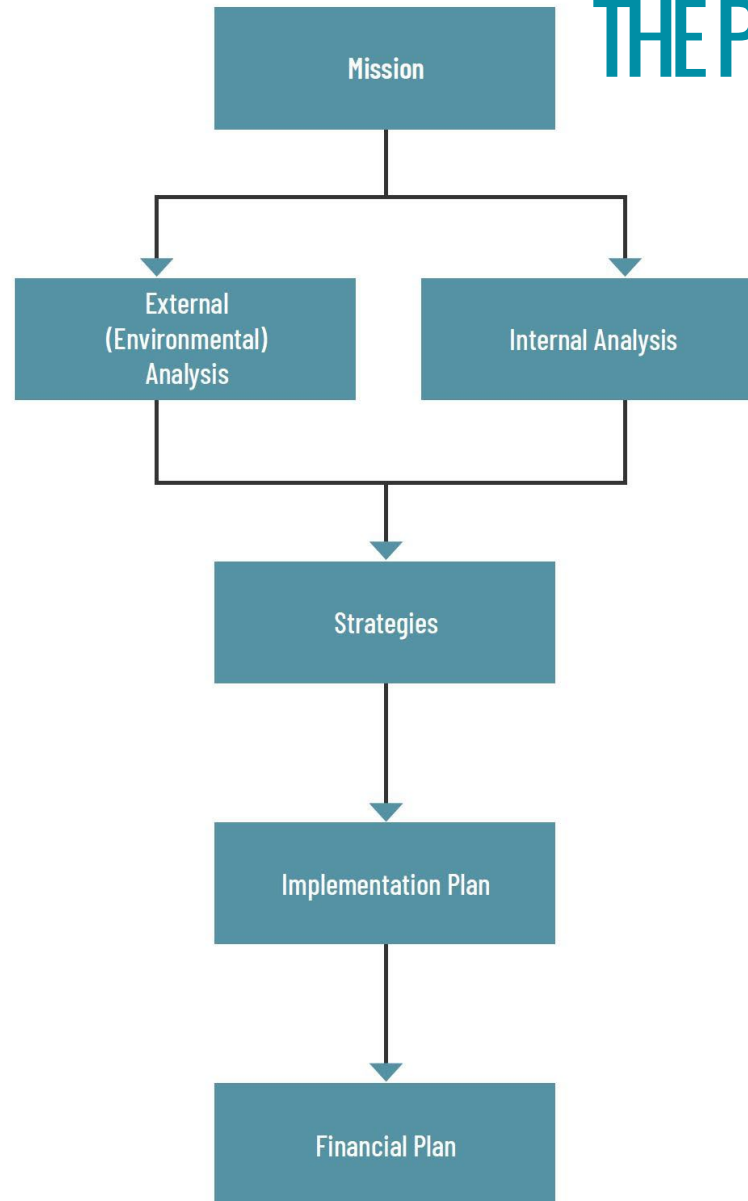 THE P
Mission
External
(Environmental)
Analysis
Internal Analysis
Strategies
Implementation Plan
Financial Plan